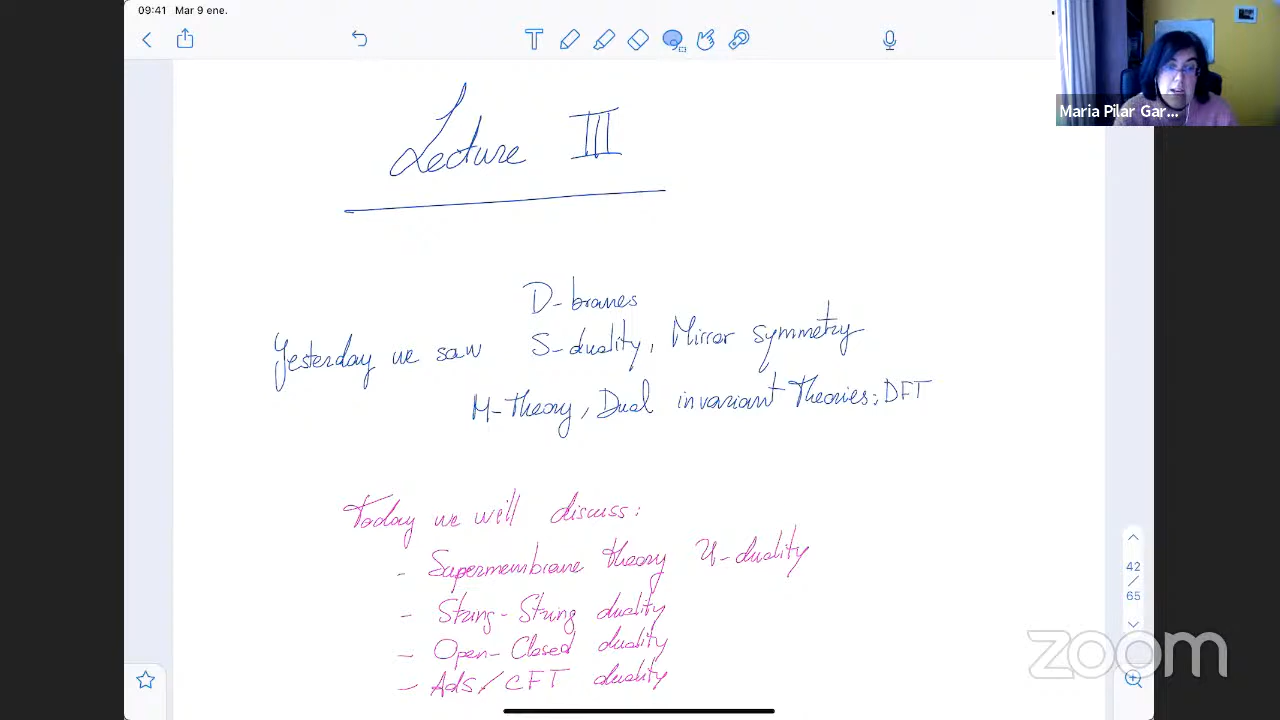 09:41 Mar 9 ene.
Maria Pilar Gar...
Lecture III
D-branes
Yesterday we saw S-duality, Mirror symmetry
M-Theory, Dual invariant Theories; DFT
Today we will discuss:
- Supermembrane theory U-duality
- String-String duality
- Open-Closed duality
- AdS/CFT duality
42
/
65
zoom